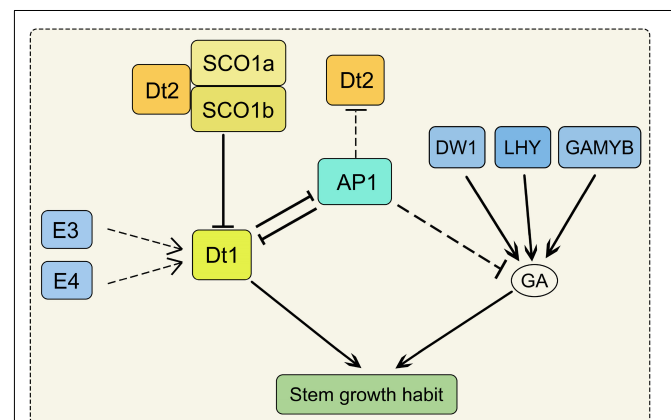 SCO1a
Dt2
Dt2
SCO1b
DW1
LHY
GAMYB
AP1
E3
Dt1
E4
GA
Stem growth habit